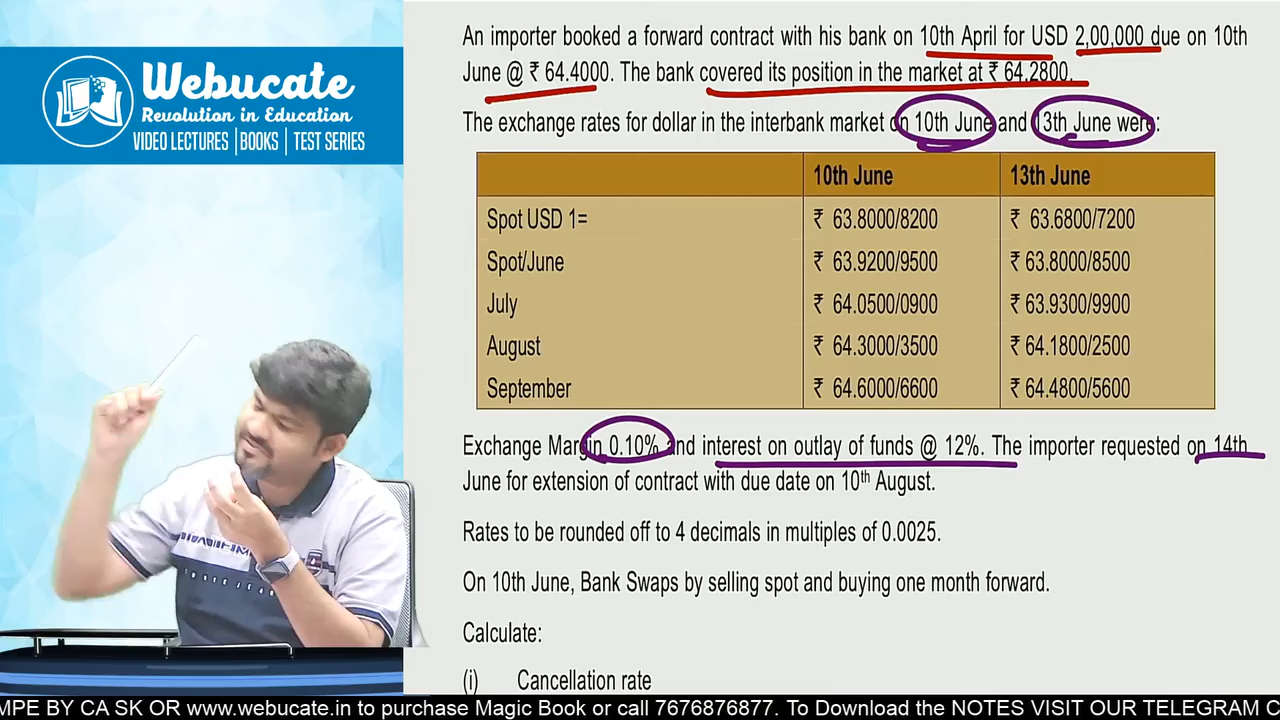 Webucate
Revolution in Education
VIDEO LECTURES | BOOKS | TEST SERIES
An importer booked a forward contract with his bank on 10th April for USD 2,00,000 due on 10th
June @ ₹ 64.4000. The bank covered its position in the market at ₹ 64.2800.
The exchange rates for dollar in the interbank market on 10th June and 13th June were:
10th June 13th June
Spot USD 1= ₹ 63.8000/8200 ₹ 63.6800/7200
Spot/June ₹ 63.9200/9500 ₹ 63.8000/8500
July ₹ 64.0500/0900 ₹ 63.9300/9900
August ₹ 64.3000/3500 ₹ 64.1800/2500
September ₹ 64.6000/6600 ₹ 64.4800/5600
Exchange Margin 0.10% and interest on outlay of funds @ 12%. The importer requested on 14th
June for extension of contract with due date on 10th August.
Rates to be rounded off to 4 decimals in multiples of 0.0025.
On 10th June, Bank Swaps by selling spot and buying one month forward.
Calculate:
(i) Cancellation rate
MPE BY CA SK OR www.webucate.in to purchase Magic Book or call 7676876877. To Download the NOTES VISIT OUR TELEGRAM C